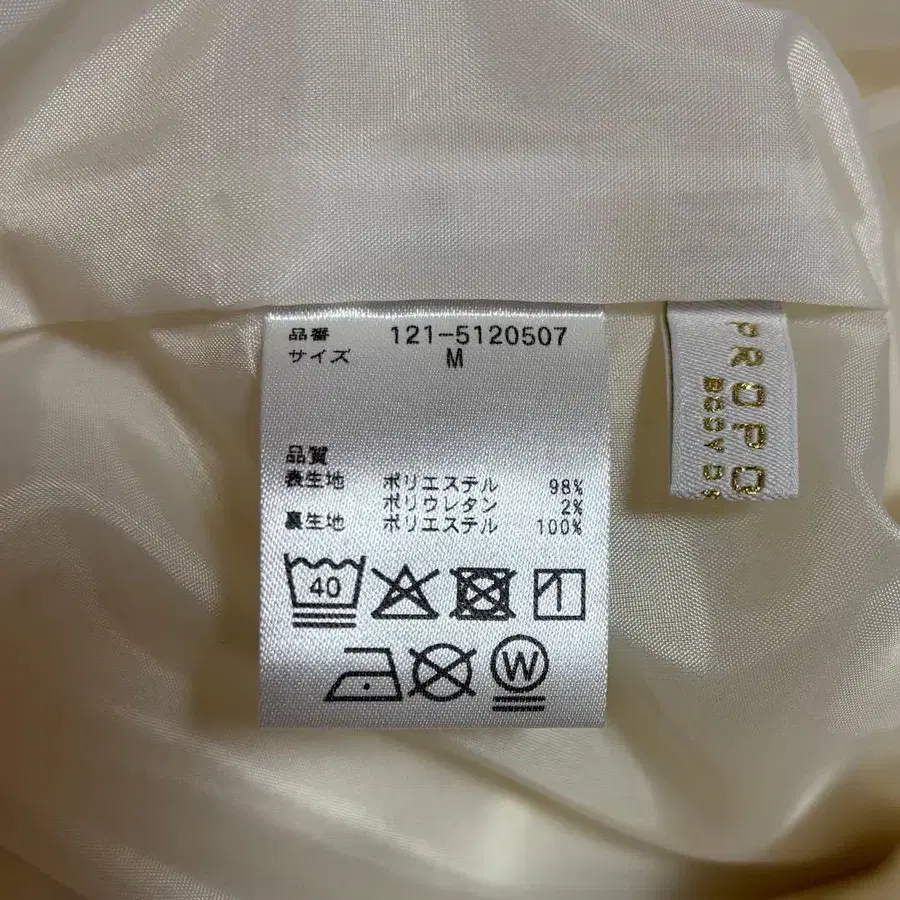 品番 121-5120507
サイズ M
品質
表生地 ポリエステル 98%
ポリウレタン 2%
裏生地 ポリエステル 100%
40
W
PROPO
BODY